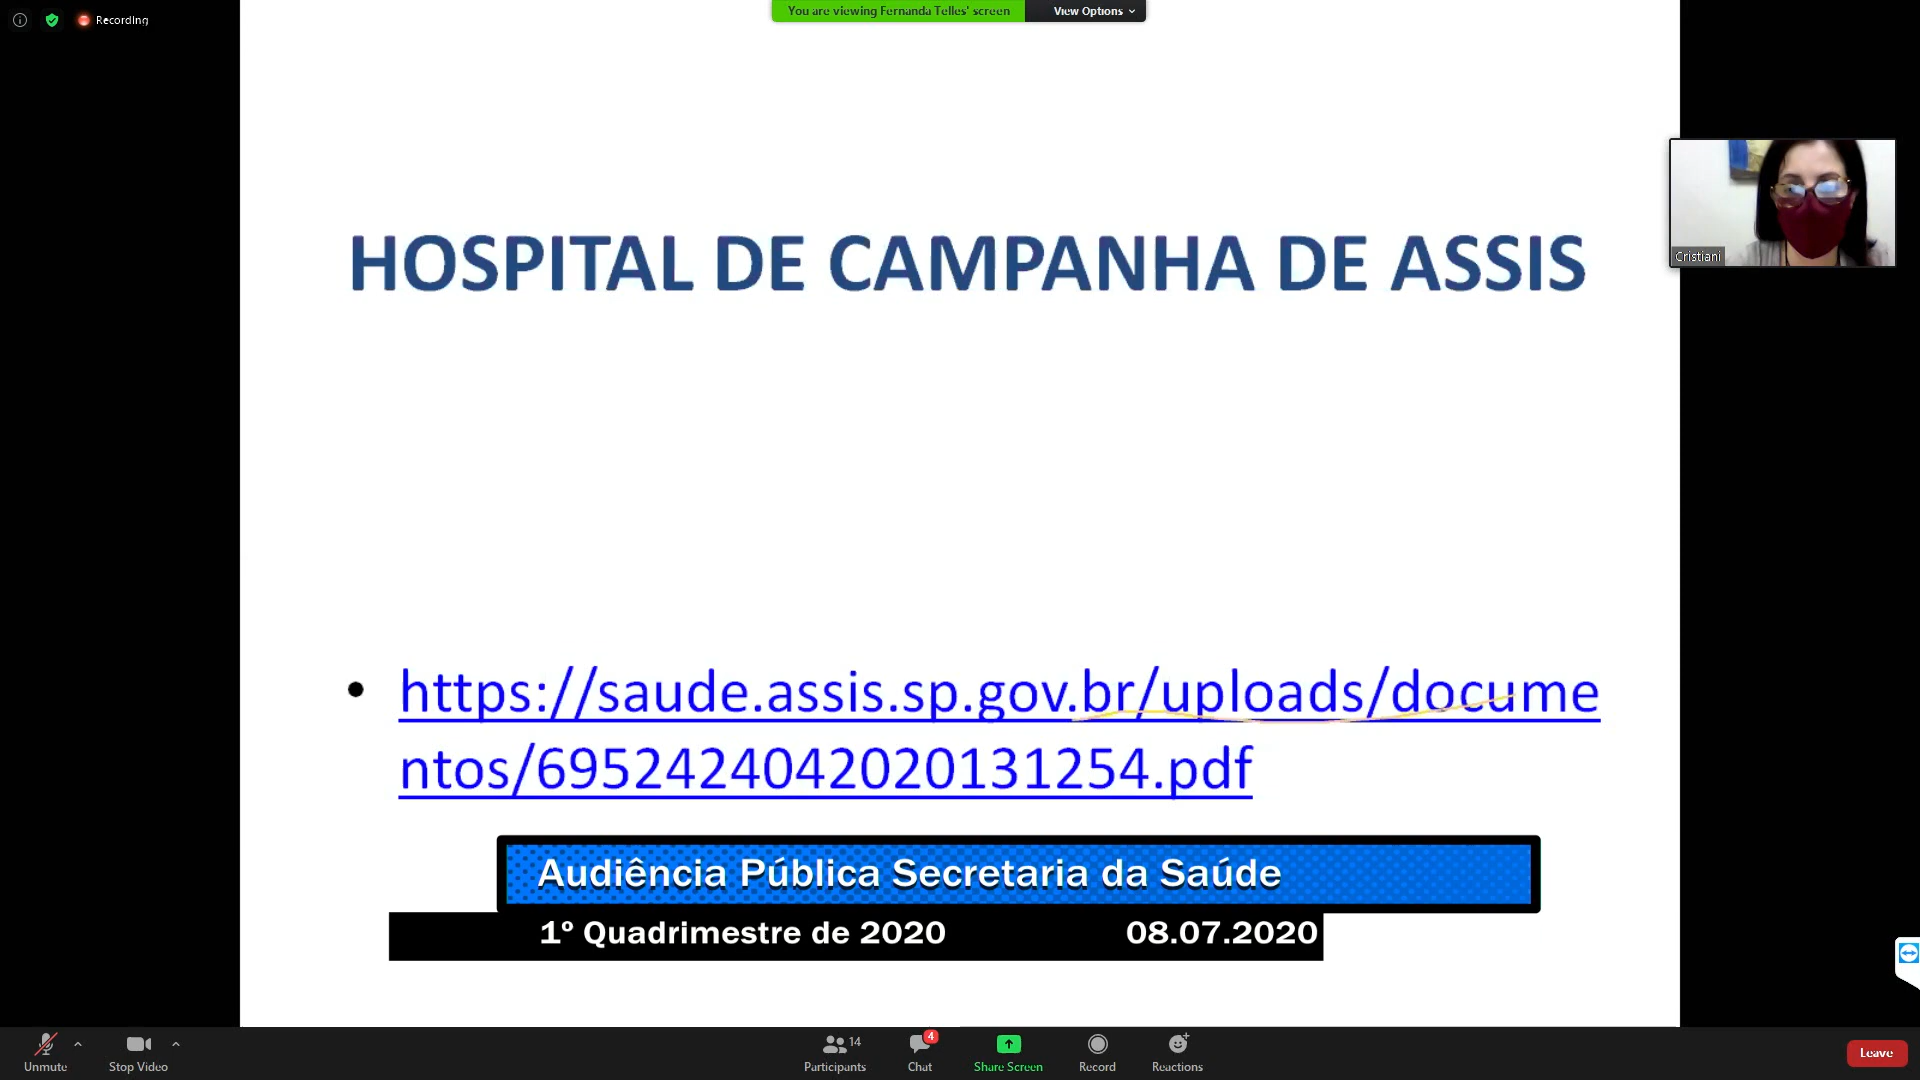 Recording
You are viewing Fernanda Telles' screen View Options
HOSPITAL DE CAMPANHA DE ASSIS
Cristiani
• https://saude.assis.sp.gov.br/uploads/docume
ntos/6952424042020131254.pdf
Audiência Pública Secretaria da Saúde
1º Quadrimestre de 2020 08.07.2020
Unmute Stop Video Participants 14 Chat 4 Share Screen Record Reactions Leave